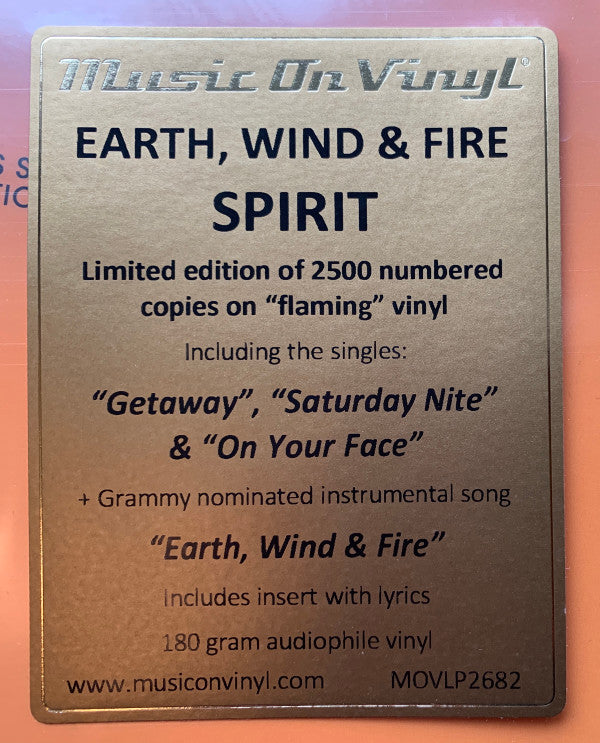 Music On Vinyl®
EARTH, WIND & FIRE
SPIRIT
Limited edition of 2500 numbered
copies on “flaming” vinyl
Including the singles:
“Getaway”, “Saturday Nite”
& “On Your Face”
+ Grammy nominated instrumental song
“Earth, Wind & Fire”
Includes insert with lyrics
180 gram audiophile vinyl
www.musiconvinyl.com MOVLP2682